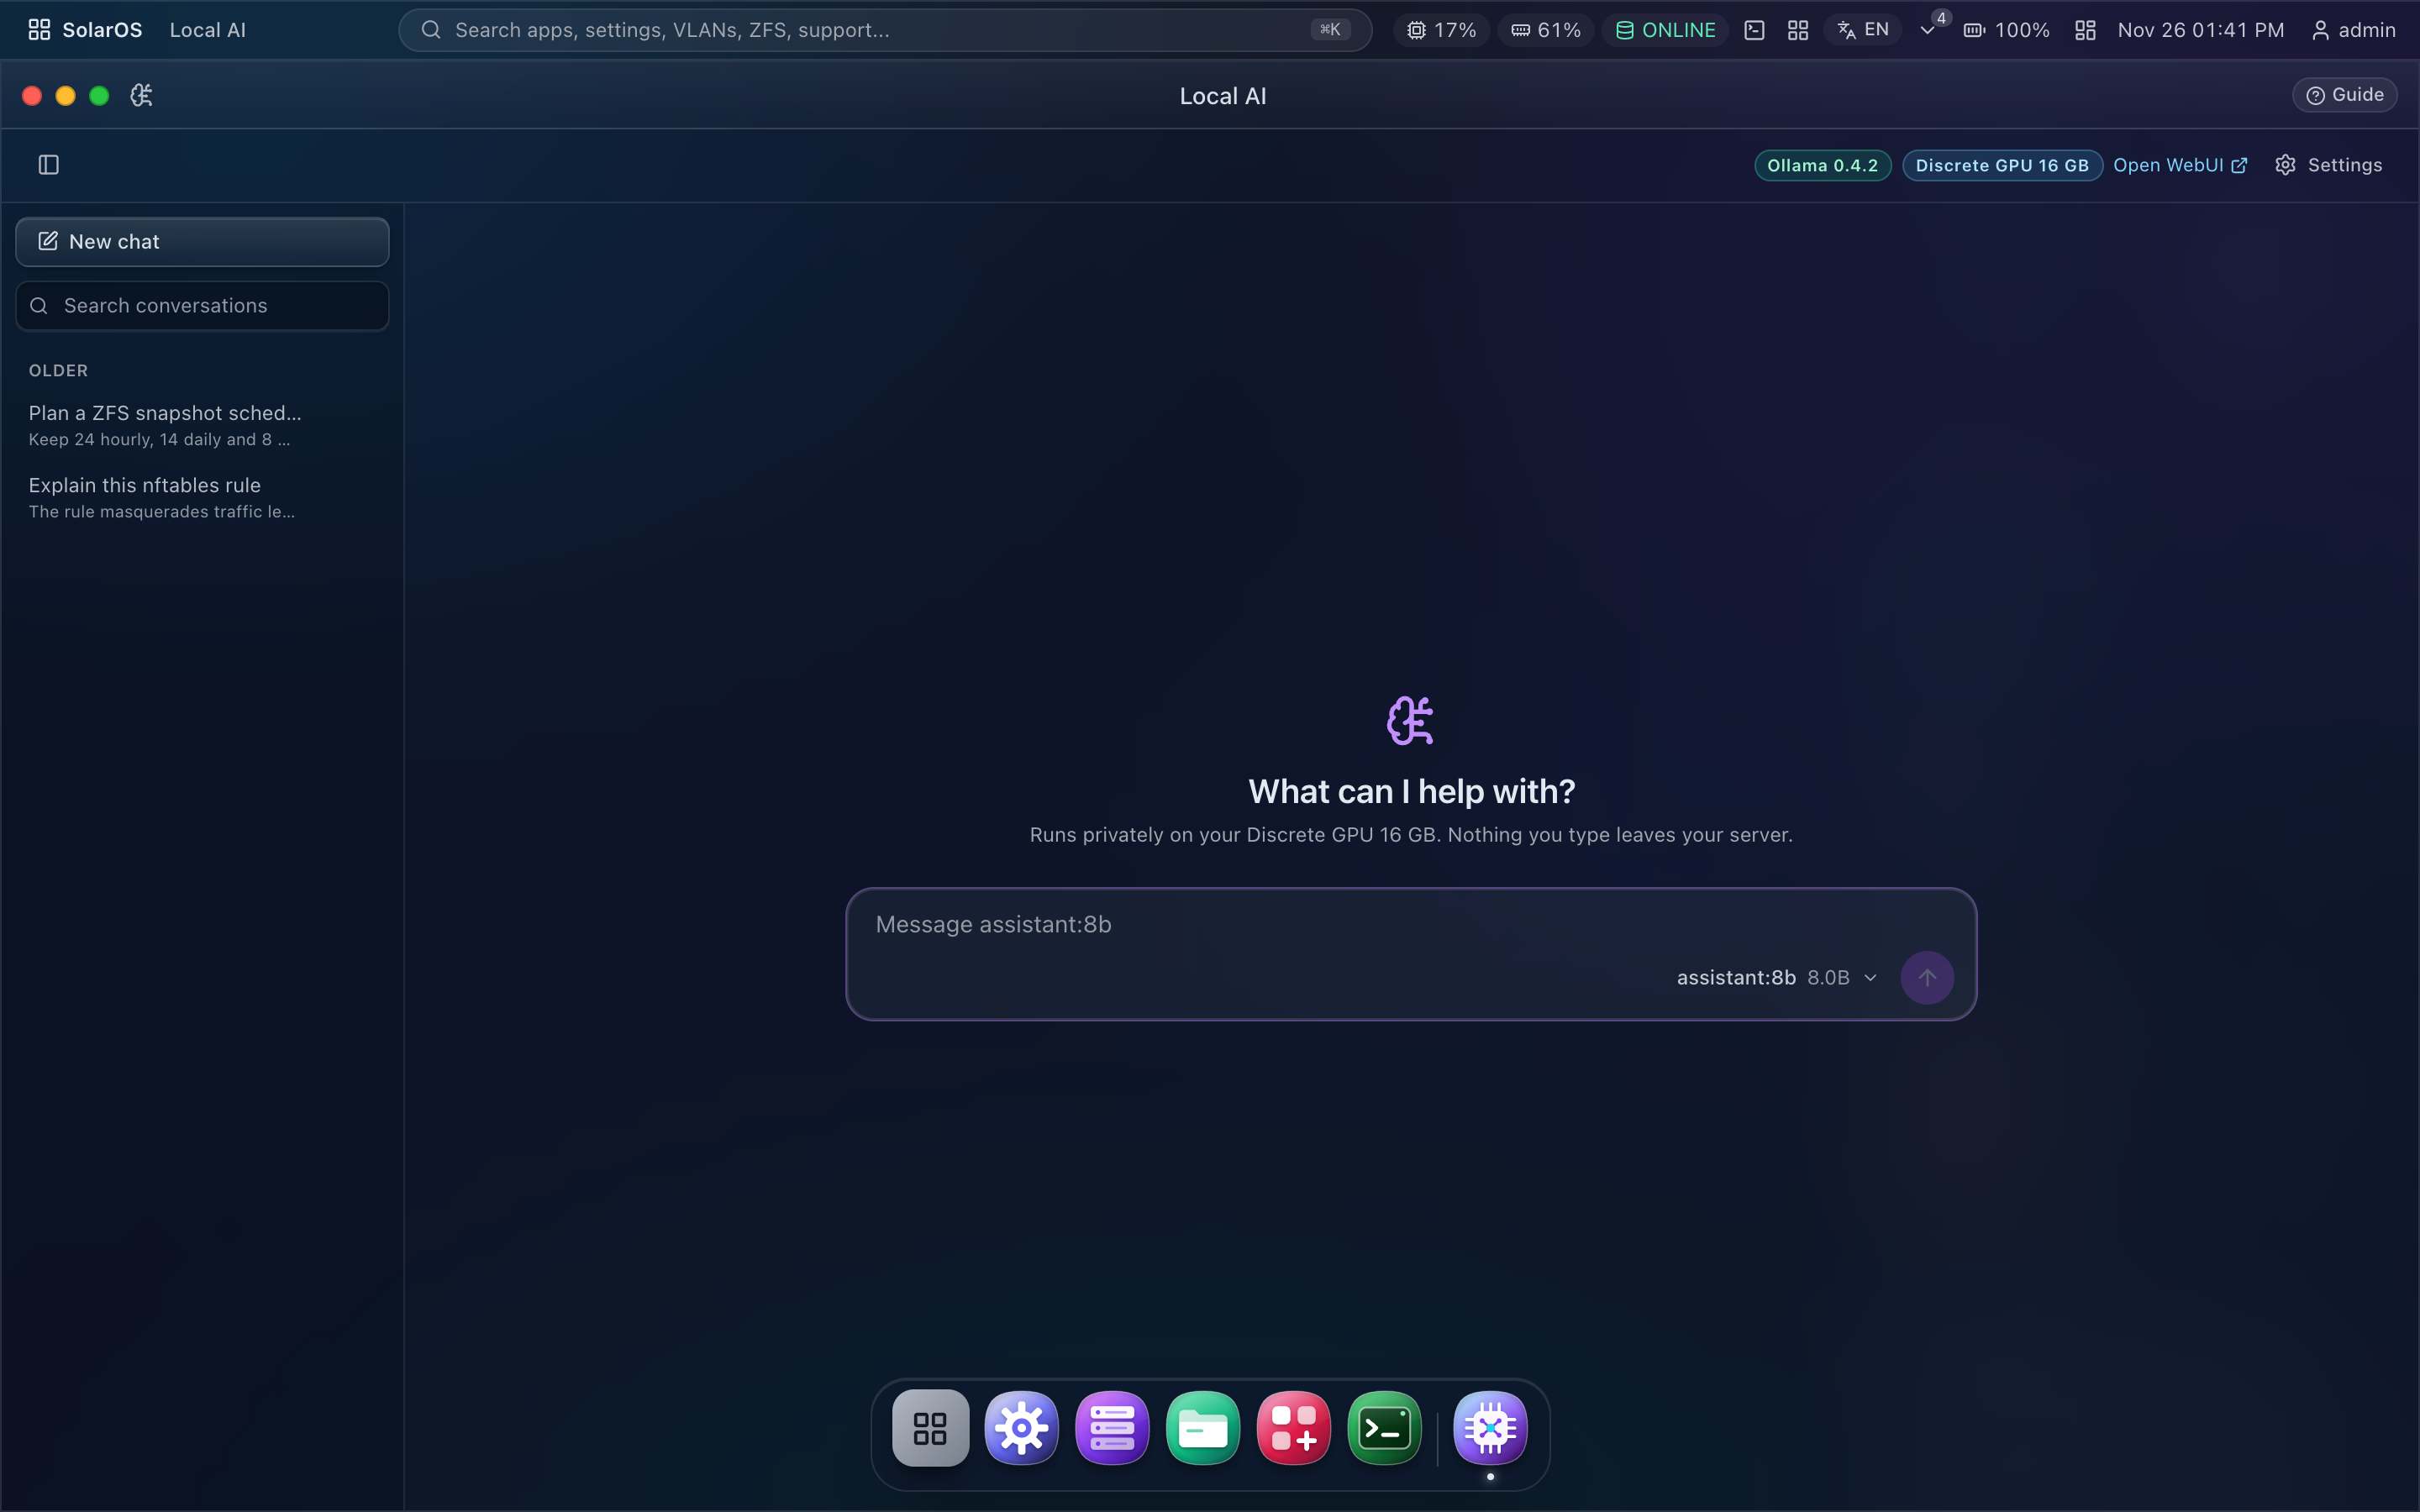 SolarOS Local AI Search apps, settings, VLANs, ZFS, support... ⌘K 17% 61% ONLINE EN 4 100% Nov 26 01:41 PM admin
Local AI Guide
Ollama 0.4.2 Discrete GPU 16 GB Open WebUI Settings
New chat
Search conversations
OLDER
Plan a ZFS snapshot sched...
Keep 24 hourly, 14 daily and 8 ...
Explain this nftables rule
The rule masquerades traffic le...
What can I help with?
Runs privately on your Discrete GPU 16 GB. Nothing you type leaves your server.
Message assistant:8b
assistant:8b 8.0B